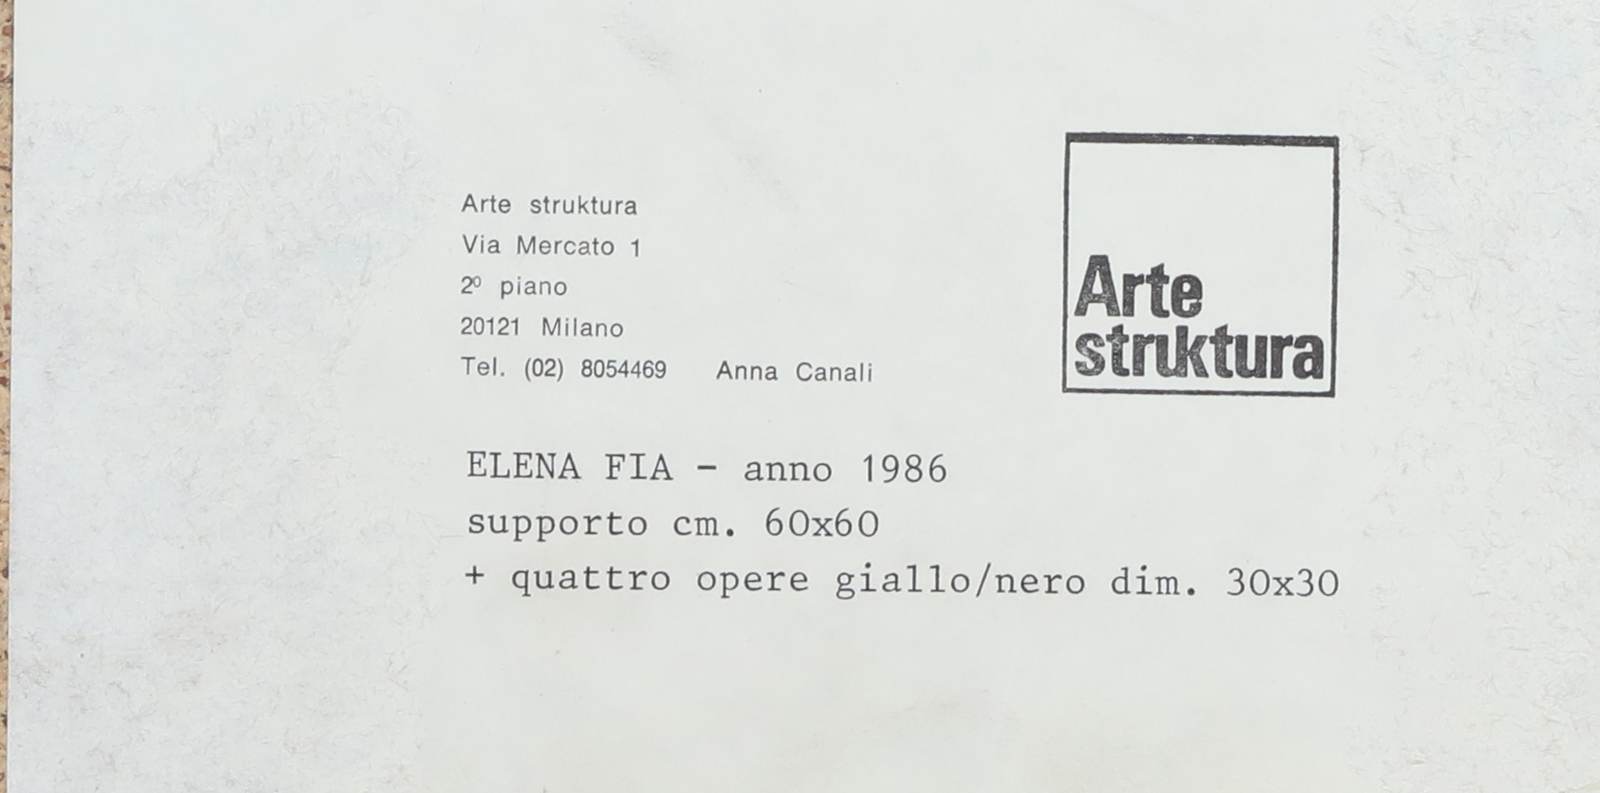 Arte struktura
Via Mercato 1
2º piano
20121 Milano
Tel. (02) 8054469 Anna Canali
Arte
struktura
ELENA FIA - anno 1986
supporto cm. 60x60
+ quattro opere giallo/nero dim. 30x30